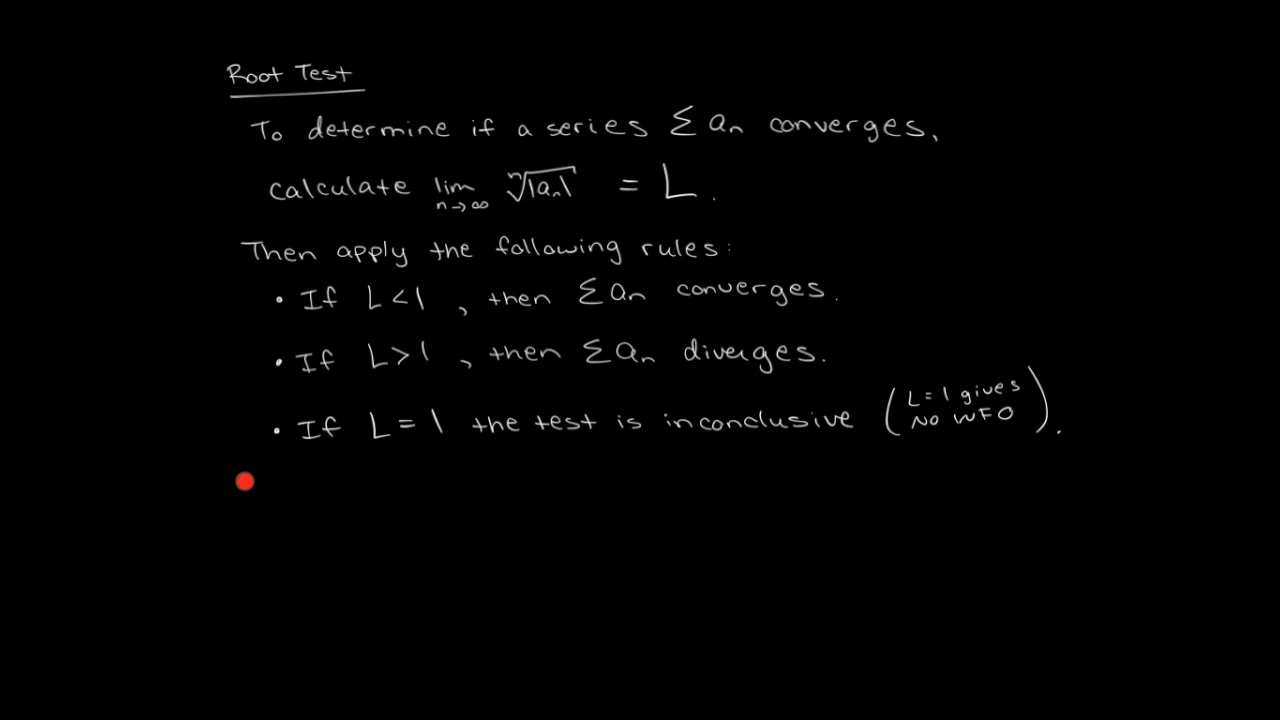 Root Test
To determine if a series Σ aₙ converges,
calculate lim n→∞ ⁿ√|aₙ| = L.
Then apply the following rules:
• If L < 1, then Σ aₙ converges.
• If L > 1, then Σ aₙ diverges.
• If L = 1 the test is inconclusive (L = 1 gives NO INFO).